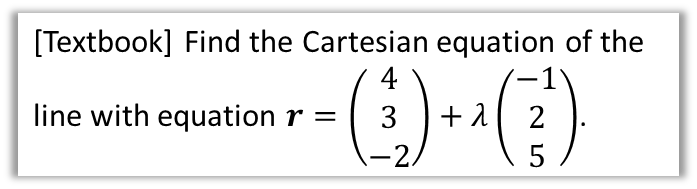 [Textbook] Find the Cartesian equation of the
line with equation 𝒓 = (4 3 −2) + λ (−1 2 5).